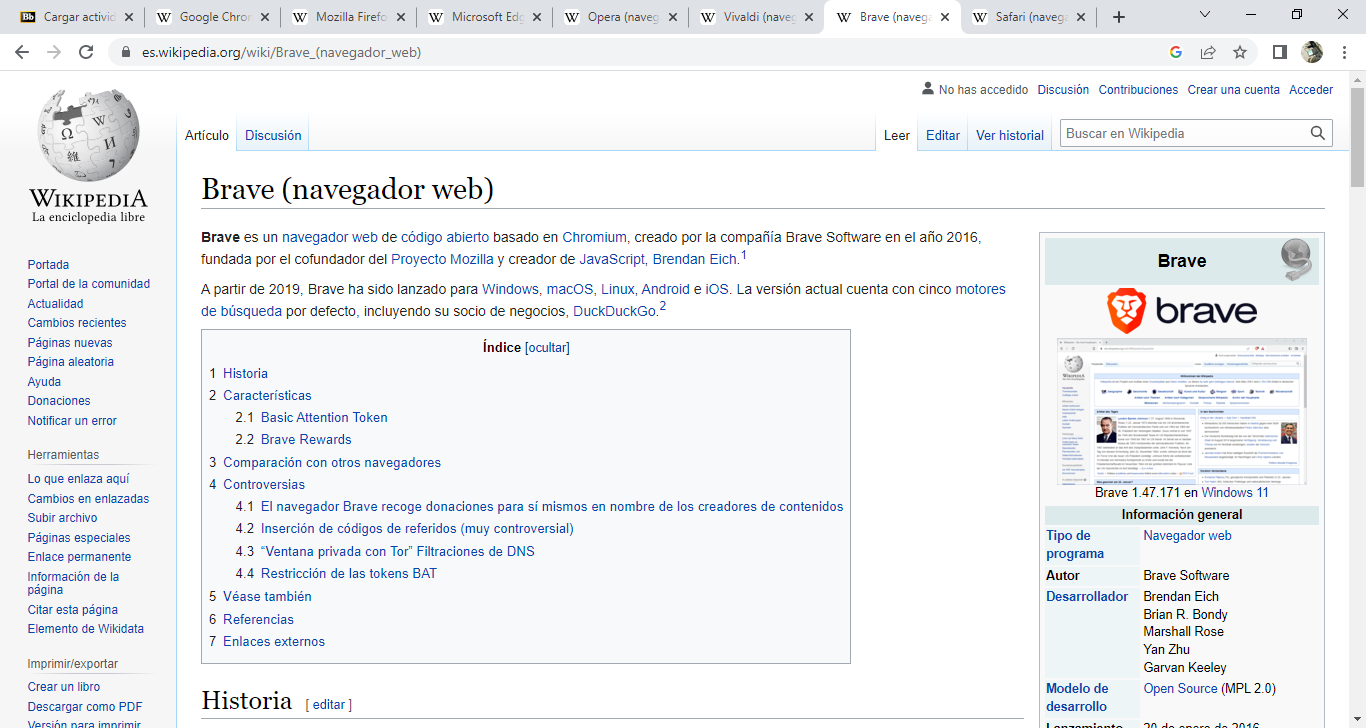 Bb Cargar activid
W Google Chron
W Mozilla Firefo
W Microsoft Edg
W Opera (naveg
W Vivaldi (naveg
W Brave (navega
W Safari (navega
es.wikipedia.org/wiki/Brave_(navegador_web)
No has accedido Discusión Contribuciones Crear una cuenta Acceder
Artículo Discusión Leer Editar Ver historial Buscar en Wikipedia
WIKIPEDIA
La enciclopedia libre
Portada
Portal de la comunidad
Actualidad
Cambios recientes
Páginas nuevas
Página aleatoria
Ayuda
Donaciones
Notificar un error
Herramientas
Lo que enlaza aquí
Cambios en enlazadas
Subir archivo
Páginas especiales
Enlace permanente
Información de la
página
Citar esta página
Elemento de Wikidata
Imprimir/exportar
Crear un libro
Descargar como PDF
Versión para imprimir
Brave (navegador web)
Brave es un navegador web de código abierto basado en Chromium, creado por la compañía Brave Software en el año 2016,
fundada por el cofundador del Proyecto Mozilla y creador de JavaScript, Brendan Eich.1
A partir de 2019, Brave ha sido lanzado para Windows, macOS, Linux, Android e iOS. La versión actual cuenta con cinco motores
de búsqueda por defecto, incluyendo su socio de negocios, DuckDuckGo.2
Índice [ocultar]
1 Historia
2 Características
2.1 Basic Attention Token
2.2 Brave Rewards
3 Comparación con otros navegadores
4 Controversias
4.1 El navegador Brave recoge donaciones para sí mismos en nombre de los creadores de contenidos
4.2 Inserción de códigos de referidos (muy controversial)
4.3 “Ventana privada con Tor” Filtraciones de DNS
4.4 Restricción de las tokens BAT
5 Véase también
6 Referencias
7 Enlaces externos
Historia [ editar ]
Brave
brave
Brave 1.47.171 en Windows 11
Información general
Tipo de Navegador web
programa
Autor Brave Software
Desarrollador Brendan Eich
Brian R. Bondy
Marshall Rose
Yan Zhu
Garvan Keeley
Modelo de Open Source (MPL 2.0)
desarrollo
Lanzamiento 20 de enero de 2016